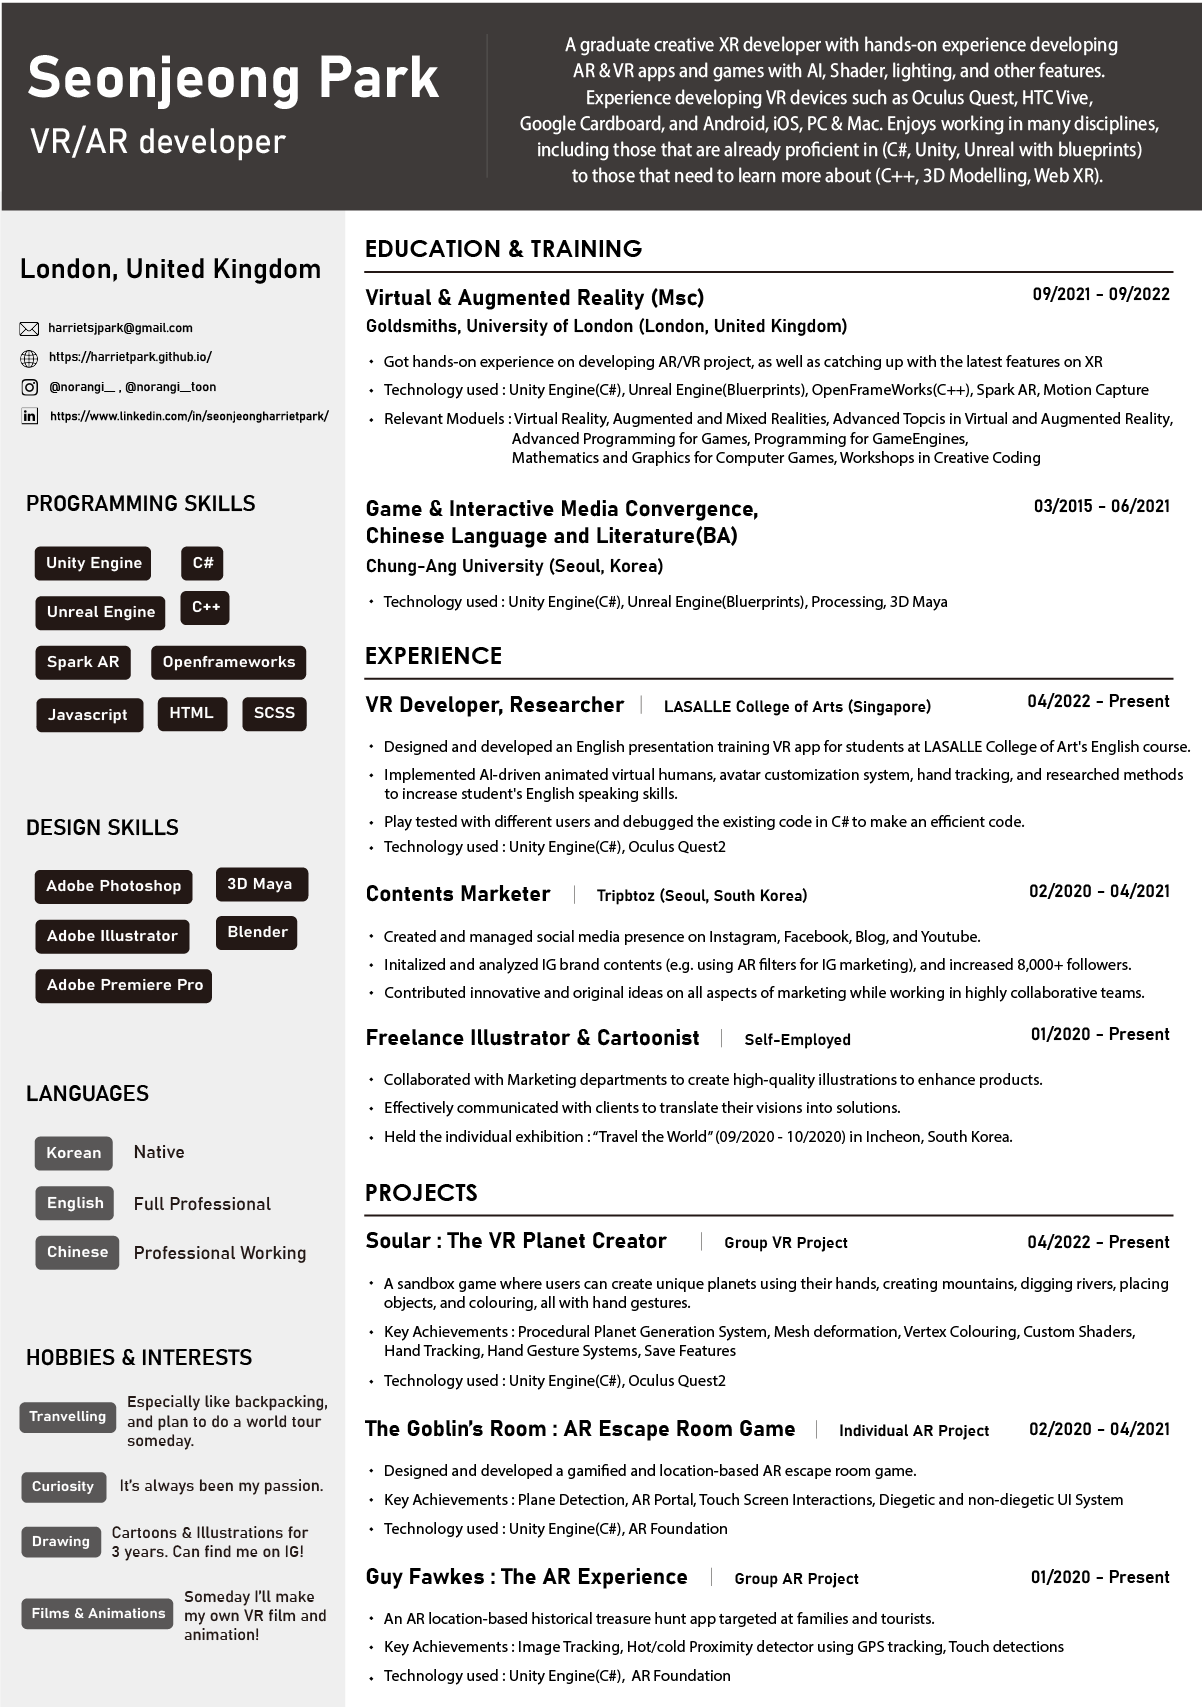 Seonjeong Park
VR/AR developer
A graduate creative XR developer with hands-on experience developing
AR & VR apps and games with AI, Shader, lighting, and other features.
Experience developing VR devices such as Oculus Quest, HTC Vive,
Google Cardboard, and Android, iOS, PC & Mac. Enjoys working in many disciplines,
including those that are already proficient in (C#, Unity, Unreal with blueprints)
to those that need to learn more about (C++, 3D Modelling, Web XR).
London, United Kingdom
harrietsjpark@gmail.com
https://harrietpark.github.io/
@norangi__ , @norangi__toon
https://www.linkedin.com/in/seonjeongharrietpark/
PROGRAMMING SKILLS
Unity Engine
C#
Unreal Engine
C++
Spark AR
Openframeworks
Javascript
HTML
SCSS
DESIGN SKILLS
Adobe Photoshop
3D Maya
Adobe Illustrator
Blender
Adobe Premiere Pro
LANGUAGES
Korean Native
English Full Professional
Chinese Professional Working
HOBBIES & INTERESTS
Tranvelling
Especially like backpacking,
and plan to do a world tour
someday.
Curiosity
It's always been my passion.
Drawing
Cartoons & Illustrations for
3 years. Can find me on IG!
Films & Animations
Someday I'll make
my own VR film and
animation!
EDUCATION & TRAINING
Virtual & Augmented Reality (Msc) 09/2021 - 09/2022
Goldsmiths, University of London (London, United Kingdom)
• Got hands-on experience on developing AR/VR project, as well as catching up with the latest features on XR
• Technology used : Unity Engine(C#), Unreal Engine(Bluerprints), OpenFrameWorks(C++), Spark AR, Motion Capture
• Relevant Moduels : Virtual Reality, Augmented and Mixed Realities, Advanced Topcis in Virtual and Augmented Reality,
Advanced Programming for Games, Programming for GameEngines,
Mathematics and Graphics for Computer Games, Workshops in Creative Coding
Game & Interactive Media Convergence, 03/2015 - 06/2021
Chinese Language and Literature(BA)
Chung-Ang University (Seoul, Korea)
• Technology used : Unity Engine(C#), Unreal Engine(Bluerprints), Processing, 3D Maya
EXPERIENCE
VR Developer, Researcher | LASALLE College of Arts (Singapore) 04/2022 - Present
• Designed and developed an English presentation training VR app for students at LASALLE College of Art's English course.
• Implemented AI-driven animated virtual humans, avatar customization system, hand tracking, and researched methods
to increase student's English speaking skills.
• Play tested with different users and debugged the existing code in C# to make an efficient code.
• Technology used : Unity Engine(C#), Oculus Quest2
Contents Marketer | Tripbtoz (Seoul, South Korea) 02/2020 - 04/2021
• Created and managed social media presence on Instagram, Facebook, Blog, and Youtube.
• Initalized and analyzed IG brand contents (e.g. using AR filters for IG marketing), and increased 8,000+ followers.
• Contributed innovative and original ideas on all aspects of marketing while working in highly collaborative teams.
Freelance Illustrator & Cartoonist | Self-Employed 01/2020 - Present
• Collaborated with Marketing departments to create high-quality illustrations to enhance products.
• Effectively communicated with clients to translate their visions into solutions.
• Held the individual exhibition : “Travel the World” (09/2020 - 10/2020) in Incheon, South Korea.
PROJECTS
Soular : The VR Planet Creator | Group VR Project 04/2022 - Present
• A sandbox game where users can create unique planets using their hands, creating mountains, digging rivers, placing
objects, and colouring, all with hand gestures.
• Key Achievements : Procedural Planet Generation System, Mesh deformation, Vertex Colouring, Custom Shaders,
Hand Tracking, Hand Gesture Systems, Save Features
• Technology used : Unity Engine(C#), Oculus Quest2
The Goblin's Room : AR Escape Room Game | Individual AR Project 02/2020 - 04/2021
• Designed and developed a gamified and location-based AR escape room game.
• Key Achievements : Plane Detection, AR Portal, Touch Screen Interactions, Diegetic and non-diegetic UI System
• Technology used : Unity Engine(C#), AR Foundation
Guy Fawkes : The AR Experience | Group AR Project 01/2020 - Present
• An AR location-based historical treasure hunt app targeted at families and tourists.
• Key Achievements : Image Tracking, Hot/cold Proximity detector using GPS tracking, Touch detections
• Technology used : Unity Engine(C#), AR Foundation